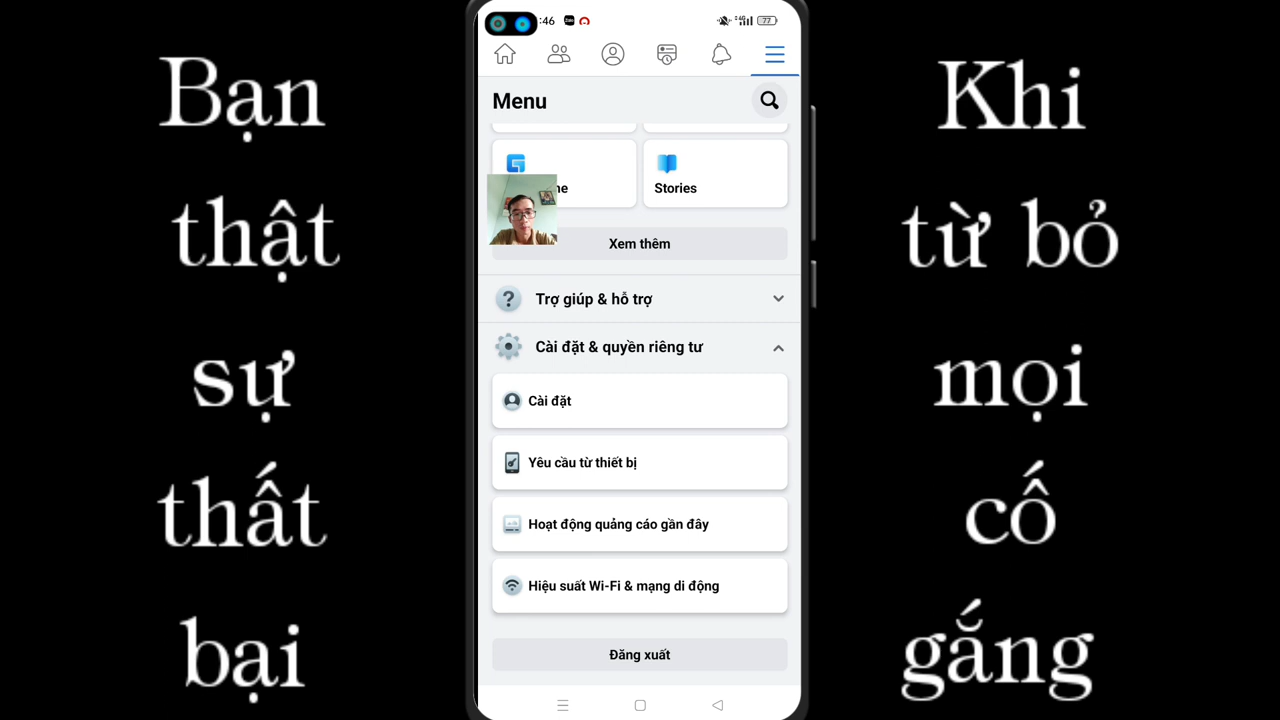 Bạn
thật
sự
thất
bại
:46
77
Menu
Stories
Xem thêm
Trợ giúp & hỗ trợ
Cài đặt & quyền riêng tư
Cài đặt
Yêu cầu từ thiết bị
Hoạt động quảng cáo gần đây
Hiệu suất Wi-Fi & mạng di động
Đăng xuất
Khi
từ bỏ
mọi
cố
gắng